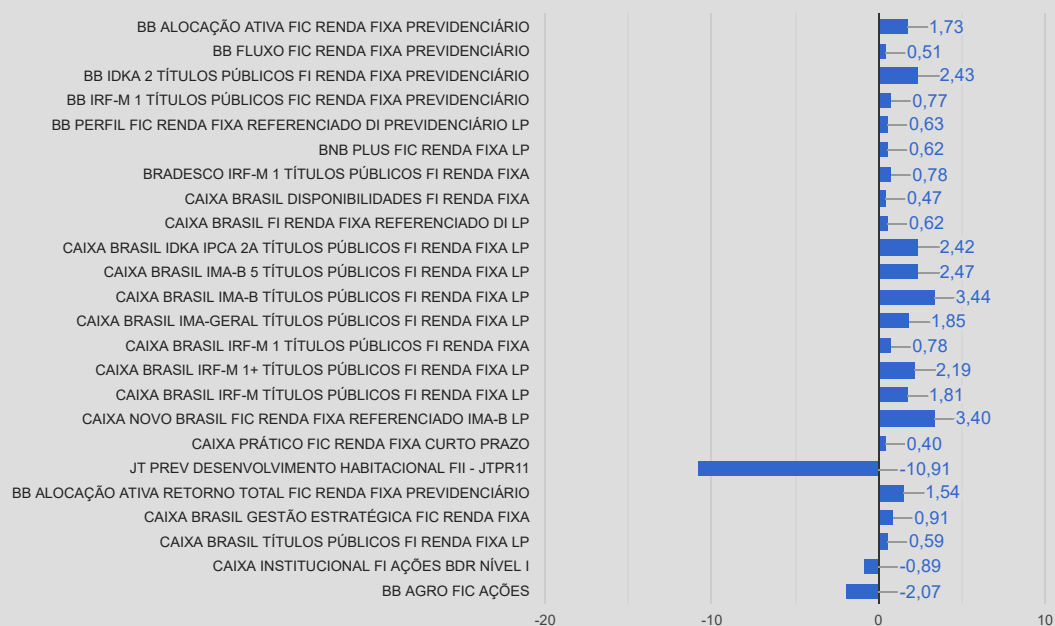 BB ALOCAÇÃO ATIVA FIC RENDA FIXA PREVIDENCIÁRIO 1,73
BB FLUXO FIC RENDA FIXA PREVIDENCIÁRIO 0,51
BB IDKA 2 TÍTULOS PÚBLICOS FI RENDA FIXA PREVIDENCIÁRIO 2,43
BB IRF-M 1 TÍTULOS PÚBLICOS FIC RENDA FIXA PREVIDENCIÁRIO 0,77
BB PERFIL FIC RENDA FIXA REFERENCIADO DI PREVIDENCIÁRIO LP 0,63
BNB PLUS FIC RENDA FIXA LP 0,62
BRADESCO IRF-M 1 TÍTULOS PÚBLICOS FI RENDA FIXA 0,78
CAIXA BRASIL DISPONIBILIDADES FI RENDA FIXA 0,47
CAIXA BRASIL FI RENDA FIXA REFERENCIADO DI LP 0,62
CAIXA BRASIL IDKA IPCA 2A TÍTULOS PÚBLICOS FI RENDA FIXA LP 2,42
CAIXA BRASIL IMA-B 5 TÍTULOS PÚBLICOS FI RENDA FIXA LP 2,47
CAIXA BRASIL IMA-B TÍTULOS PÚBLICOS FI RENDA FIXA LP 3,44
CAIXA BRASIL IMA-GERAL TÍTULOS PÚBLICOS FI RENDA FIXA LP 1,85
CAIXA BRASIL IRF-M 1 TÍTULOS PÚBLICOS FI RENDA FIXA 0,78
CAIXA BRASIL IRF-M 1+ TÍTULOS PÚBLICOS FI RENDA FIXA LP 2,19
CAIXA BRASIL IRF-M TÍTULOS PÚBLICOS FI RENDA FIXA LP 1,81
CAIXA NOVO BRASIL FIC RENDA FIXA REFERENCIADO IMA-B LP 3,40
CAIXA PRÁTICO FIC RENDA FIXA CURTO PRAZO 0,40
JT PREV DESENVOLVIMENTO HABITACIONAL FII - JTPR11 -10,91
BB ALOCAÇÃO ATIVA RETORNO TOTAL FIC RENDA FIXA PREVIDENCIÁRIO 1,54
CAIXA BRASIL GESTÃO ESTRATÉGICA FIC RENDA FIXA 0,91
CAIXA BRASIL TÍTULOS PÚBLICOS FI RENDA FIXA LP 0,59
CAIXA INSTITUCIONAL FI AÇÕES BDR NÍVEL I -0,89
BB AGRO FIC AÇÕES -2,07
-20 -10 0 10